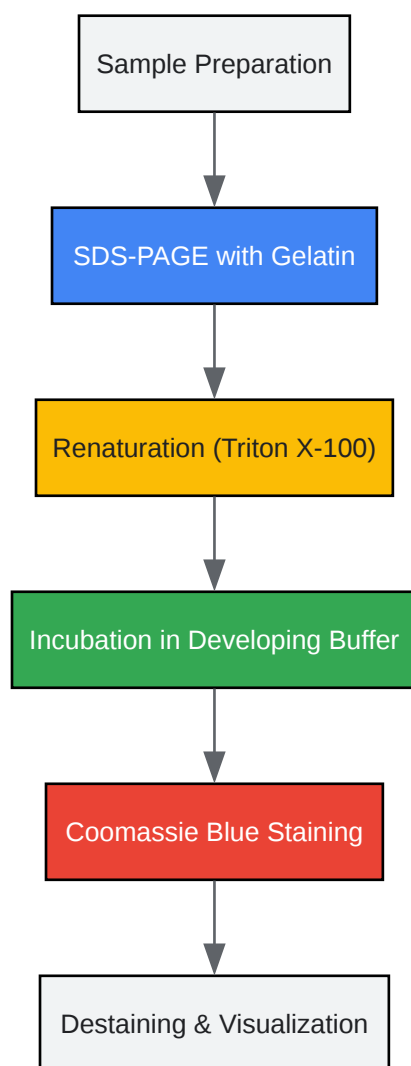 Sample Preparation
SDS-PAGE with Gelatin
Renaturation (Triton X-100)
Incubation in Developing Buffer
Coomassie Blue Staining
Destaining & Visualization